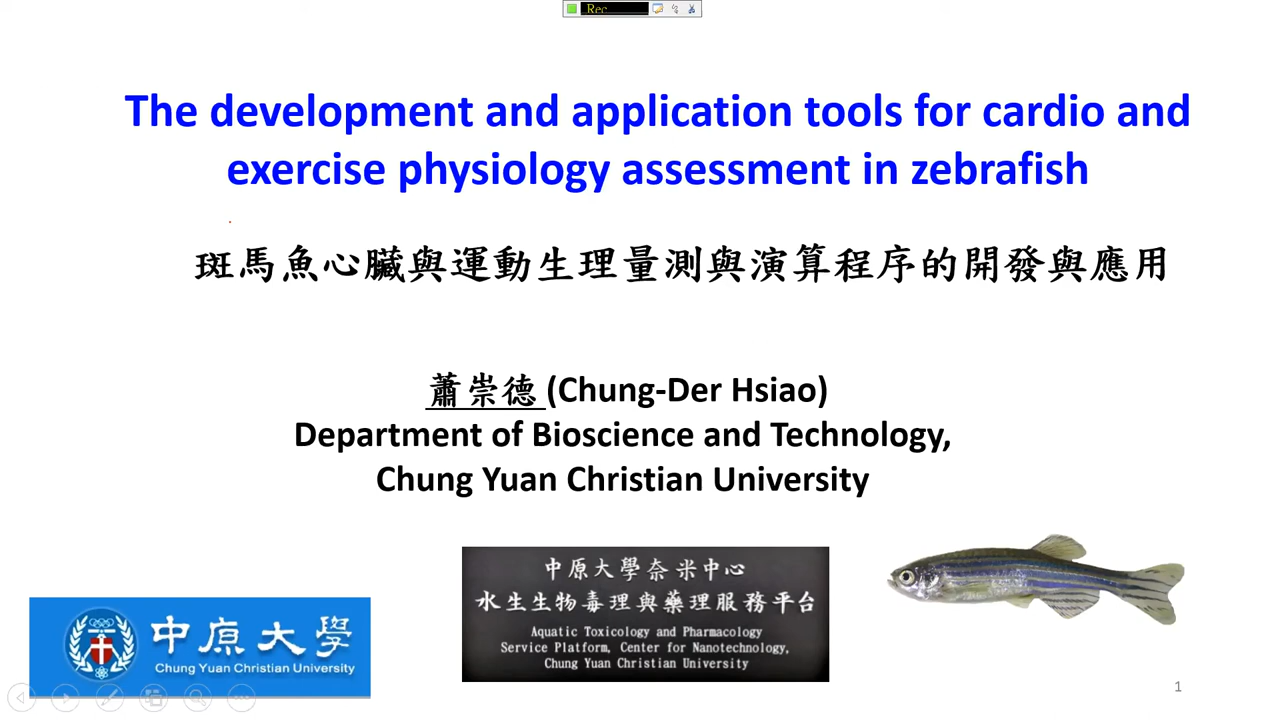 Rec
The development and application tools for cardio and
exercise physiology assessment in zebrafish
斑馬魚心臟與運動生理量測與演算程序的開發與應用
蕭崇德 (Chung-Der Hsiao)
Department of Bioscience and Technology,
Chung Yuan Christian University
中原大學奈米中心
水生生物毒理與藥理服務平台
Aquatic Toxicology and Pharmacology
Service Platform, Center for Nanotechnology,
Chung Yuan Christian University
中原大學
Chung Yuan Christian University
1